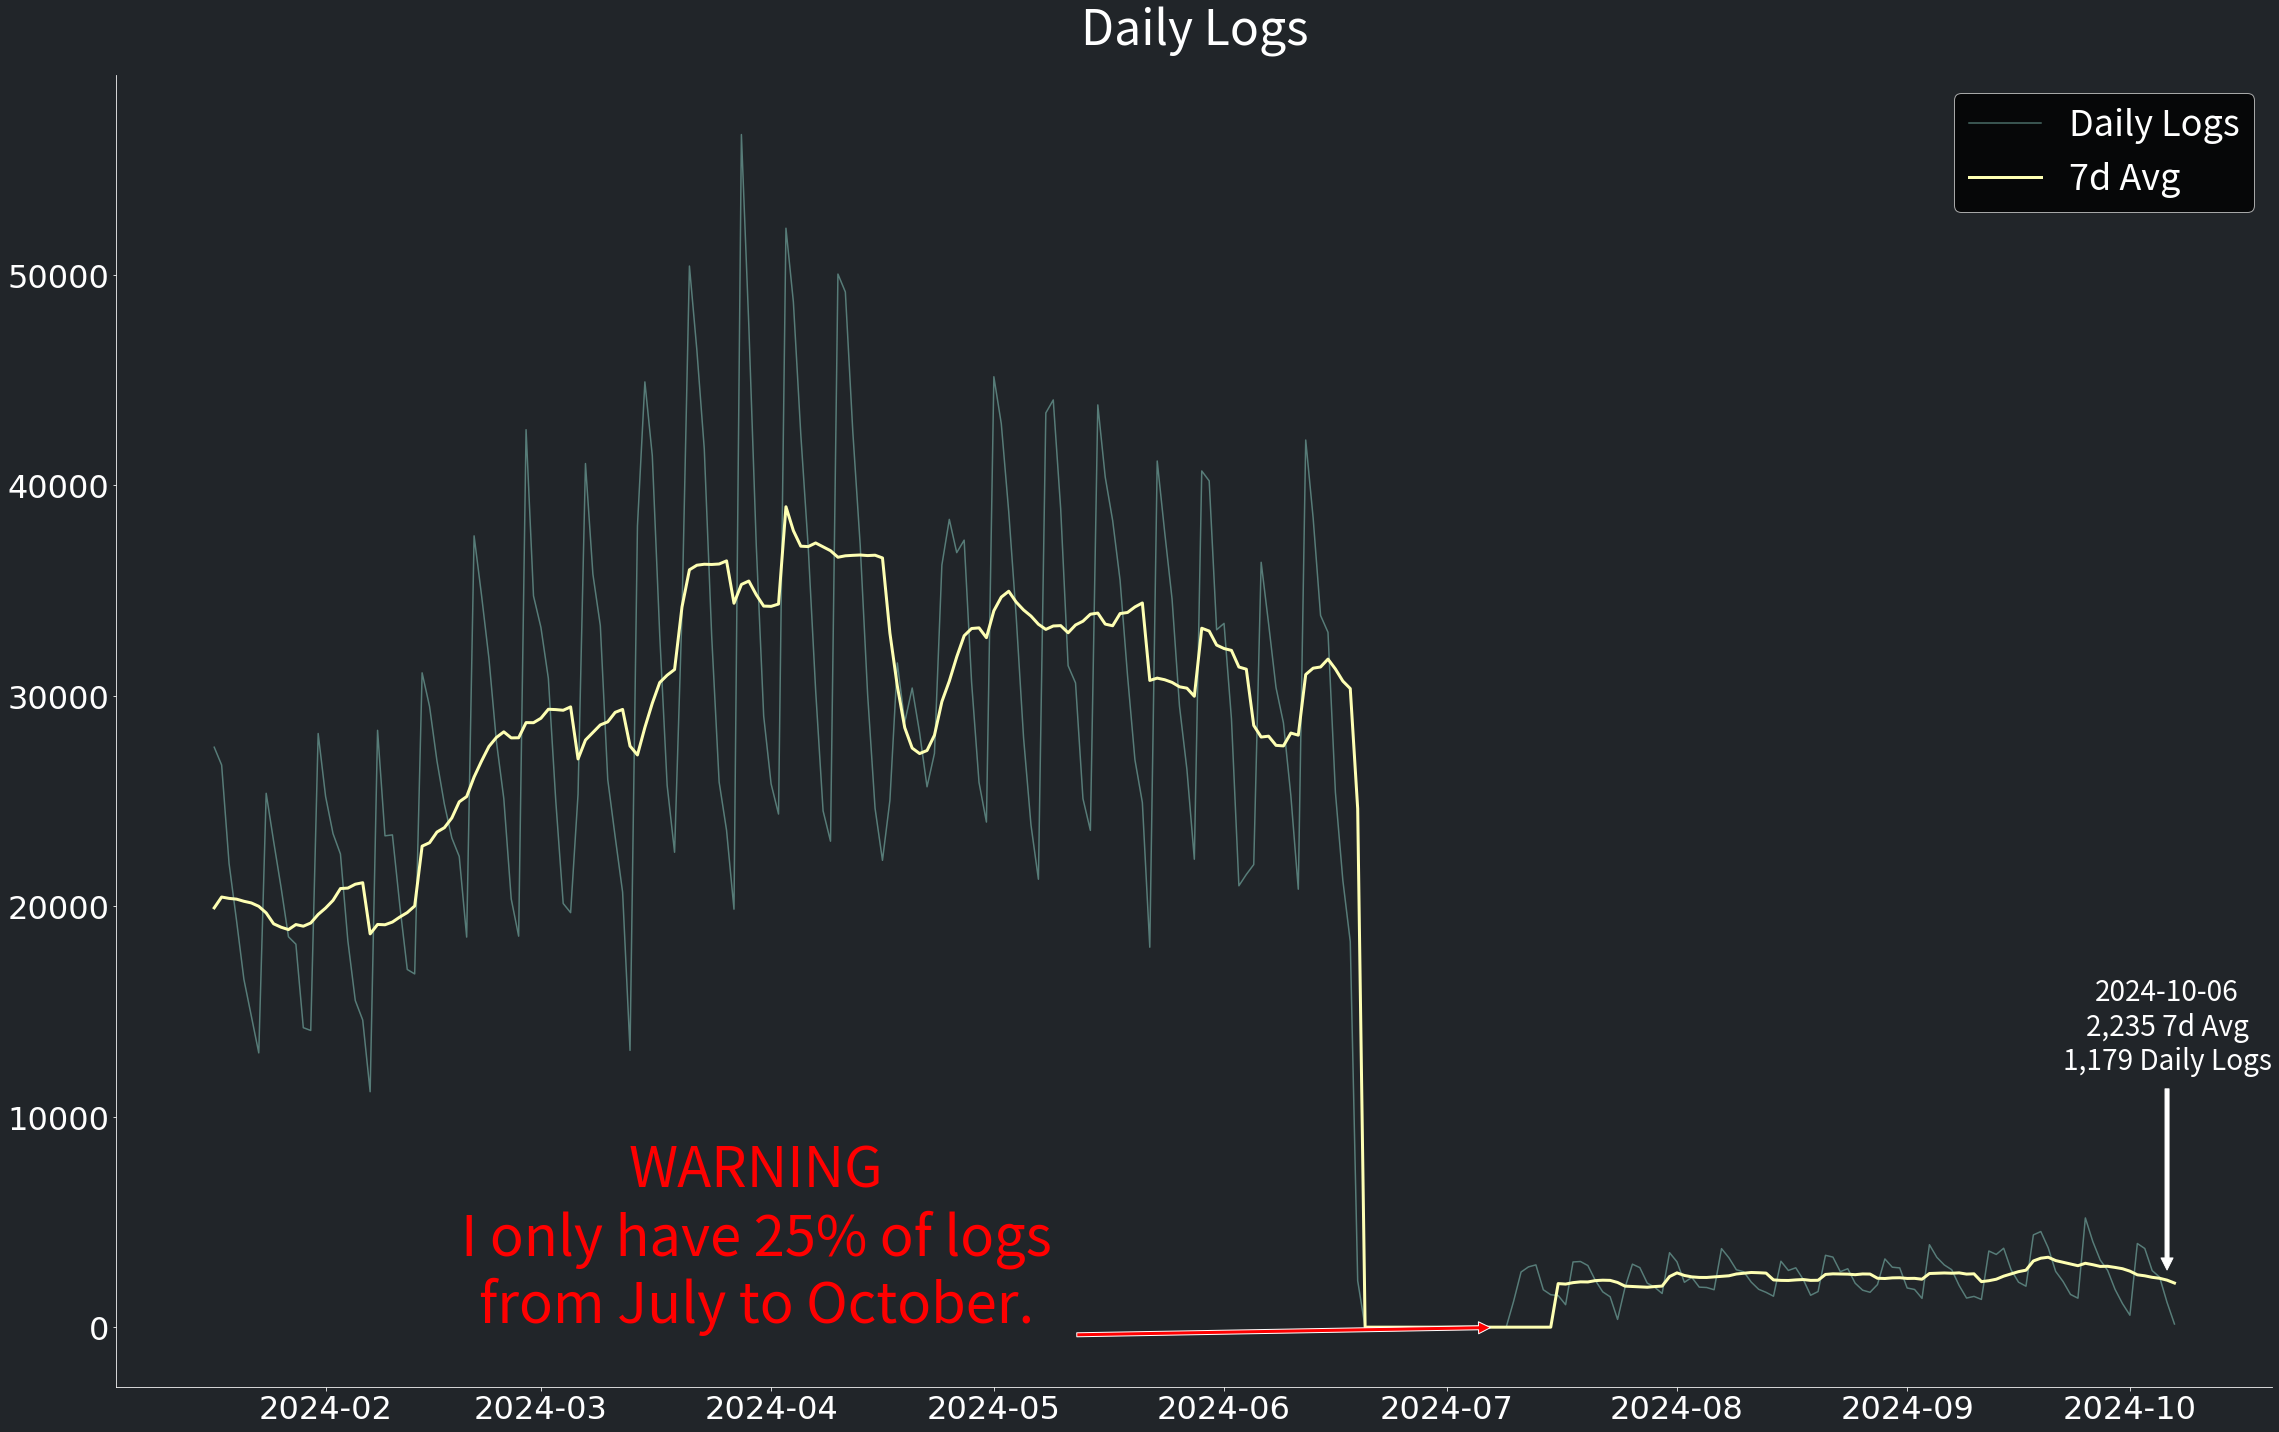 Daily Logs
Daily Logs
7d Avg
50000
40000
30000
20000
10000
0
2024-10-06
2,235 7d Avg
1,179 Daily Logs
WARNING
I only have 25% of logs
from July to October.
2024-02
2024-03
2024-04
2024-05
2024-06
2024-07
2024-08
2024-09
2024-10